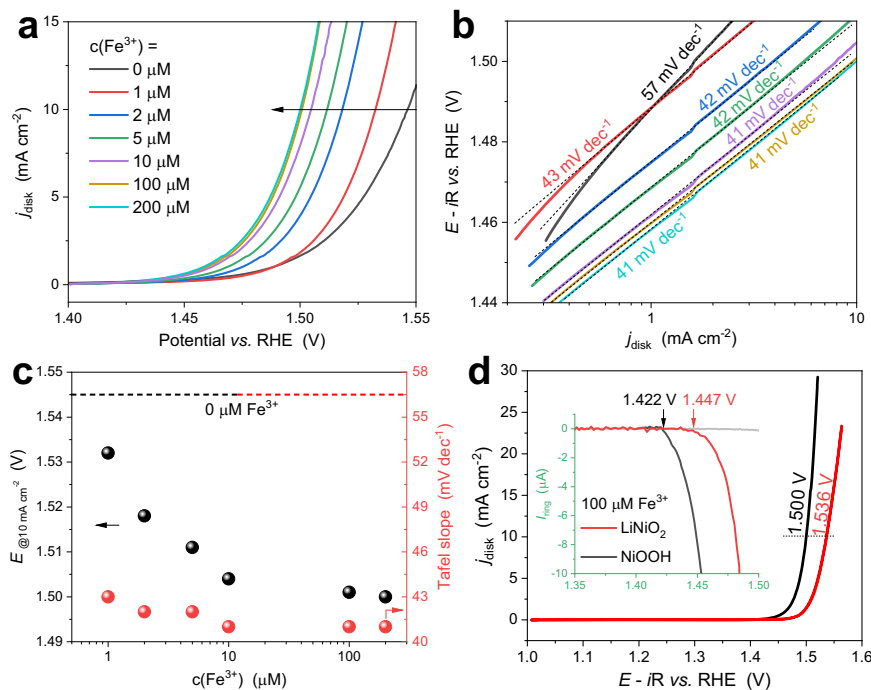 a
c(Fe³⁺) =
0 μM
1 μM
2 μM
5 μM
10 μM
100 μM
200 μM
15
10
5
0
j_disk (mA cm⁻²)
1.40
1.45
1.50
1.55
Potential vs. RHE (V)
b
1.50
1.48
1.46
1.44
E - iR vs. RHE (V)
57 mV dec⁻¹
43 mV dec⁻¹
42 mV dec⁻¹
42 mV dec⁻¹
41 mV dec⁻¹
41 mV dec⁻¹
41 mV dec⁻¹
1
10
j_disk (mA cm⁻²)
c
1.55
1.54
1.53
1.52
1.51
1.50
1.49
E @10 mA cm⁻² (V)
0 μM Fe³⁺
58
55
52
49
46
43
40
Tafel slope (mV dec⁻¹)
1
10
100
c(Fe³⁺) (μM)
d
30
25
20
15
10
5
0
j_disk (mA cm⁻²)
1.422 V
1.447 V
0
-2
-4
-6
-8
-10
I_ring (μA)
100 μM Fe³⁺
LiNiO₂
NiOOH
1.35
1.40
1.45
1.50
1.500 V
1.536 V
1.0
1.1
1.2
1.3
1.4
1.5
1.6
E - iR vs. RHE (V)